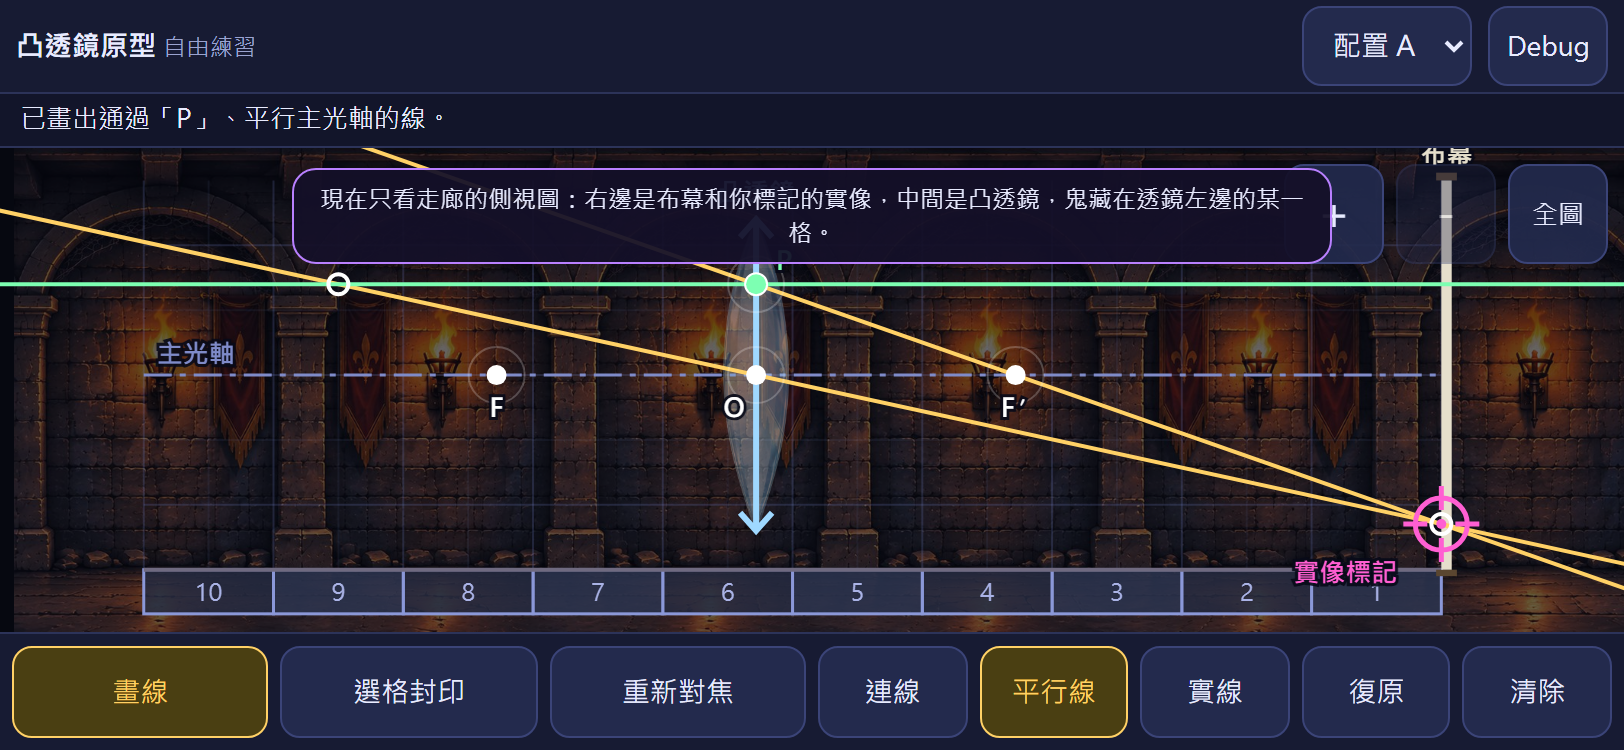 凸透鏡原型 自由練習
配置 A
Debug
已畫出通過「P」、平行主光軸的線。
布幕
現在只看走廊的側視圖：右邊是布幕和你標記的實像，中間是凸透鏡，鬼藏在透鏡左邊的某一
格。
+
-
全圖
P
主光軸
F
O
F′
實像標記
10 9 8 7 6 5 4 3 2 1
畫線 選格封印 重新對焦 連線 平行線 實線 復原 清除